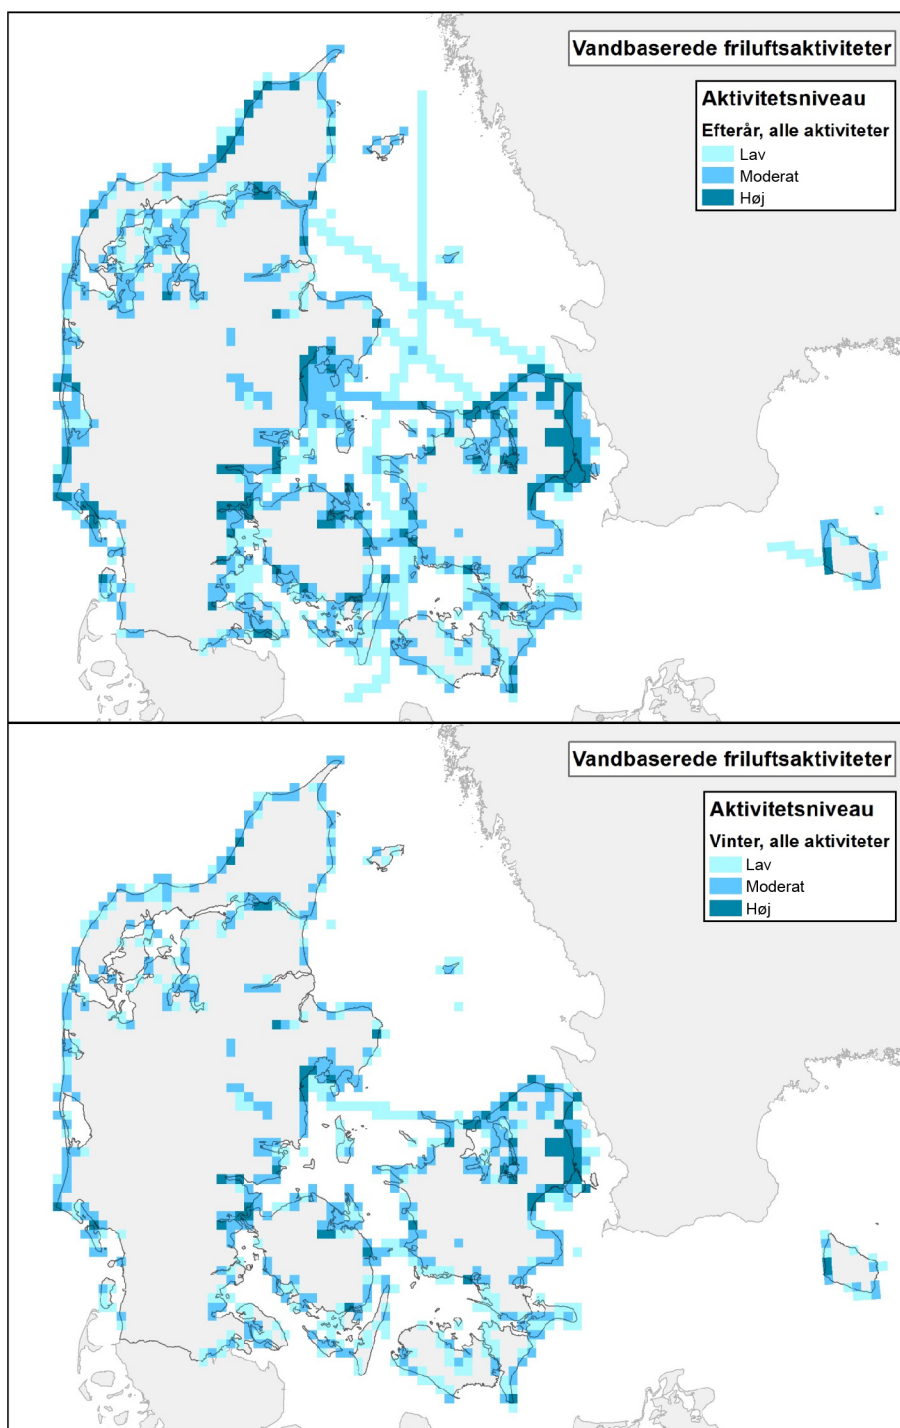 Vandbaserede friluftsaktiviteter
Aktivitetsniveau
Efterår, alle aktiviteter
Lav
Moderat
Høj
Vandbaserede friluftsaktiviteter
Aktivitetsniveau
Vinter, alle aktiviteter
Lav
Moderat
Høj